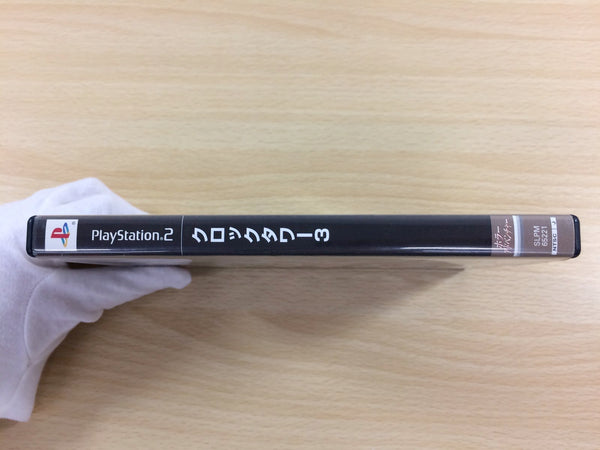 PlayStation.2
クロックタワー3
ホラー
アドベンチャー
SLPM
65221
NTSC J